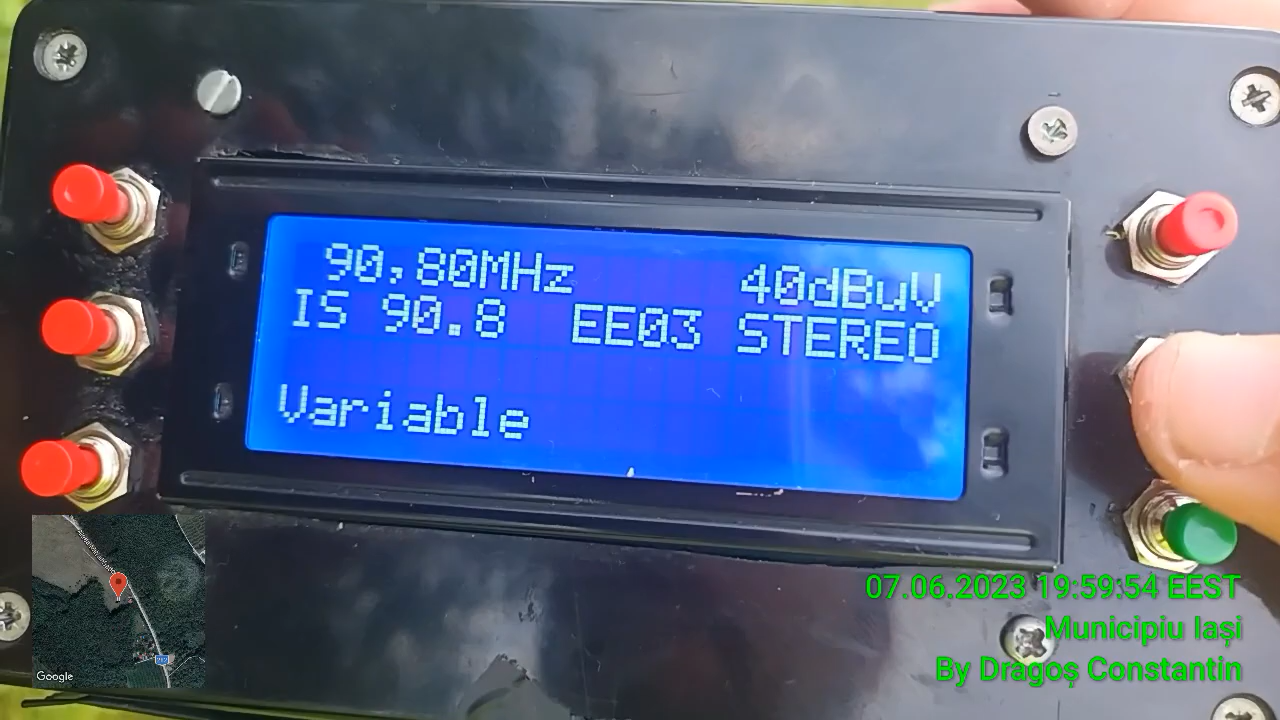 90,80MHz 40dBuV
IS 90.8 EE03 STEREO
Variable
07.06.2023 19:59:54 EEST
Municipiu Iași
By Dragoș Constantin
Google